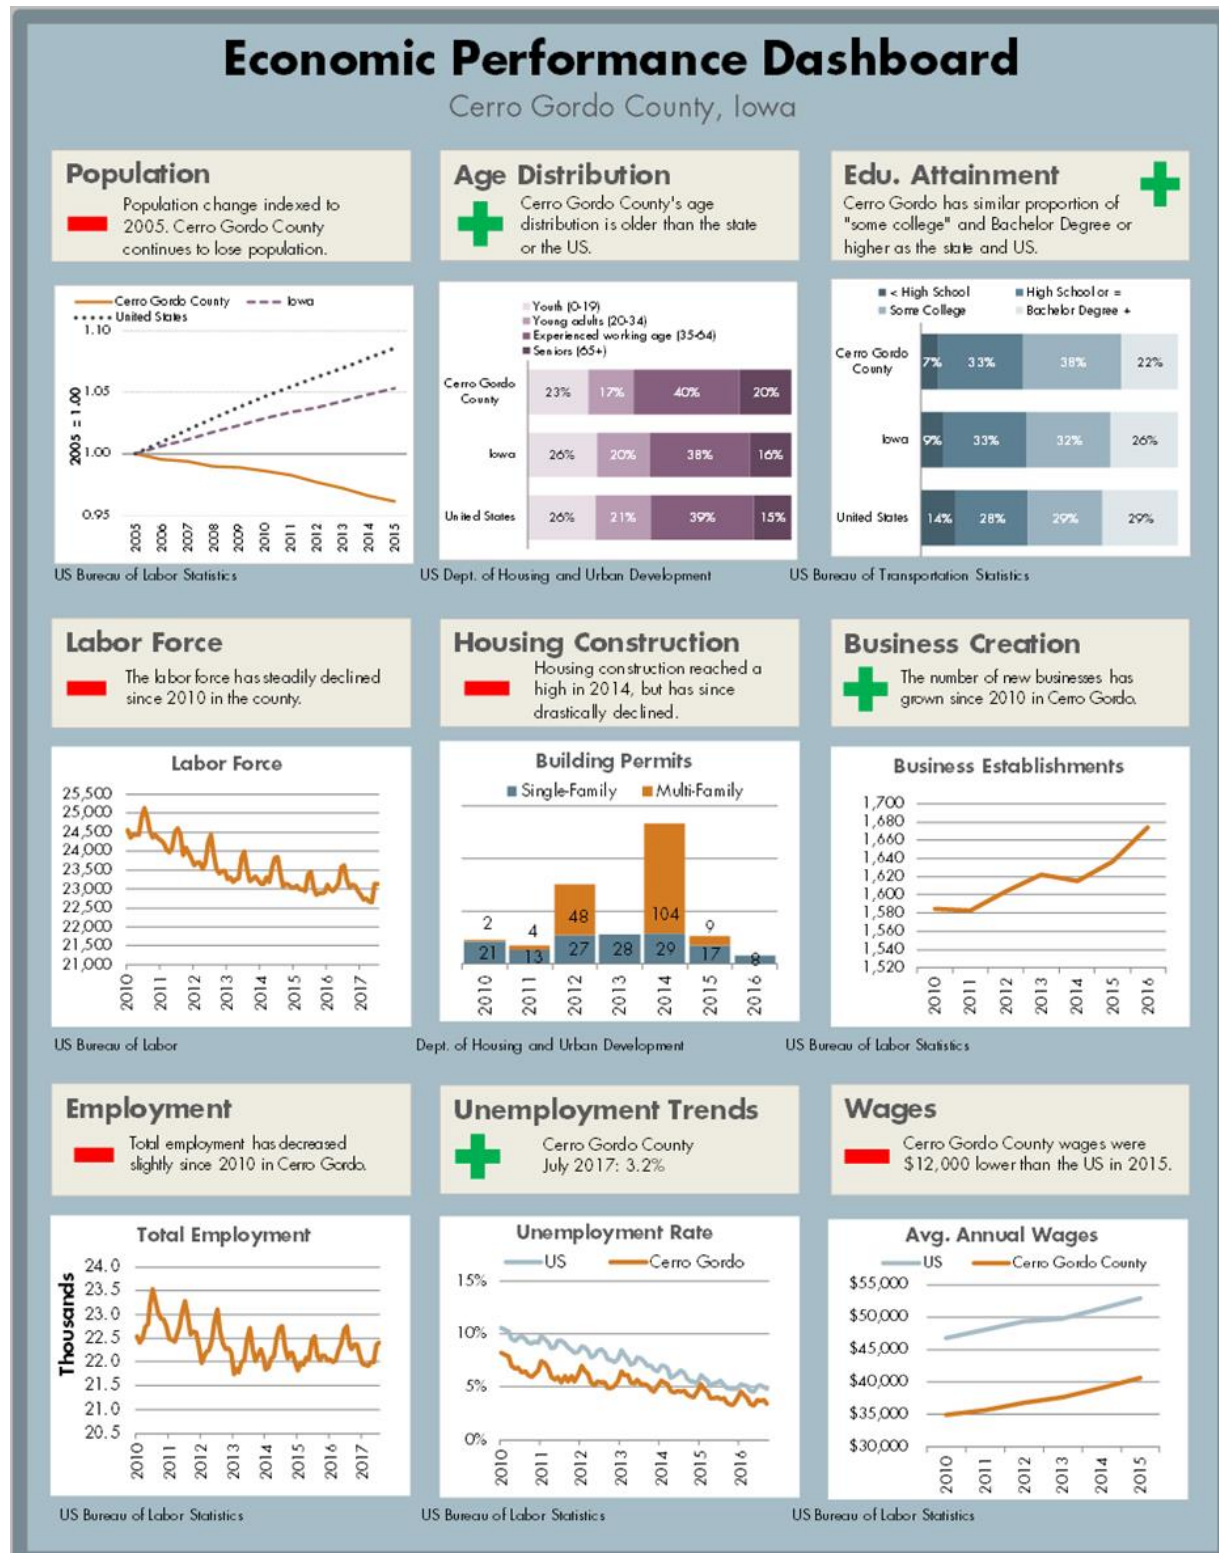 Economic Performance Dashboard
Cerro Gordo County, Iowa
Population
Population change indexed to
2005. Cerro Gordo County
continues to lose population.
Age Distribution
Cerro Gordo County's age
distribution is older than the state
or the US.
Edu. Attainment
Cerro Gordo has similar proportion of
"some college" and Bachelor Degree or
higher as the state and US.
Cerro Gordo County
Iowa
United States
1.10
1.05
1.00
0.95
2005 = 1.00
2005 2006 2007 2008 2009 2010 2011 2012 2013 2014 2015
US Bureau of Labor Statistics
Youth (0-19)
Young adults (20-34)
Experienced working age (35-64)
Seniors (65+)
Cerro Gordo
County
23% 17% 40% 20%
Iowa
26% 20% 38% 16%
United States
26% 21% 39% 15%
US Dept. of Housing and Urban Development
< High School
High School or =
Some College
Bachelor Degree +
Cerro Gordo
County
7% 33% 38% 22%
Iowa
9% 33% 32% 26%
United States
14% 28% 29% 29%
US Bureau of Transportation Statistics
Labor Force
The labor force has steadily declined
since 2010 in the county.
Housing Construction
Housing construction reached a
high in 2014, but has since
drastically declined.
Business Creation
The number of new businesses has
grown since 2010 in Cerro Gordo.
Labor Force
25,500
25,000
24,500
24,000
23,500
23,000
22,500
22,000
21,500
21,000
2010 2011 2012 2013 2014 2015 2016 2017
US Bureau of Labor
Building Permits
Single-Family
Multi-Family
2 4 48 104 9
21 13 27 28 29 17 8
2010 2011 2012 2013 2014 2015 2016
Dept. of Housing and Urban Development
Business Establishments
1,700
1,680
1,660
1,640
1,620
1,600
1,580
1,560
1,540
1,520
2010 2011 2012 2013 2014 2015 2016
US Bureau of Labor Statistics
Employment
Total employment has decreased
slightly since 2010 in Cerro Gordo.
Unemployment Trends
Cerro Gordo County
July 2017: 3.2%
Wages
Cerro Gordo County wages were
$12,000 lower than the US in 2015.
Total Employment
Thousands
24.0
23.5
23.0
22.5
22.0
21.5
21.0
20.5
2010 2011 2012 2013 2014 2015 2016 2017
US Bureau of Labor Statistics
Unemployment Rate
US
Cerro Gordo
15%
10%
5%
0%
2010 2011 2012 2013 2014 2015 2016
US Bureau of Labor Statistics
Avg. Annual Wages
US
Cerro Gordo County
$55,000
$50,000
$45,000
$40,000
$35,000
$30,000
2010 2011 2012 2013 2014 2015
US Bureau of Labor Statistics